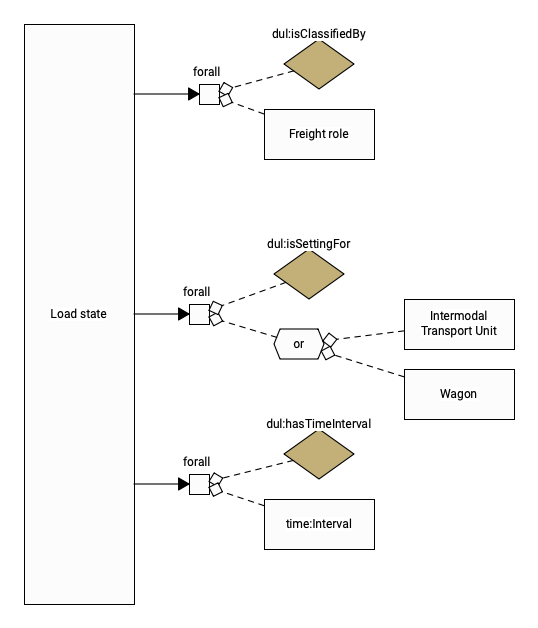 dul:isClassifiedBy
forall
Freight role
dul:isSettingFor
forall
Load state
or
Intermodal
Transport Unit
Wagon
dul:hasTimeInterval
forall
time:Interval